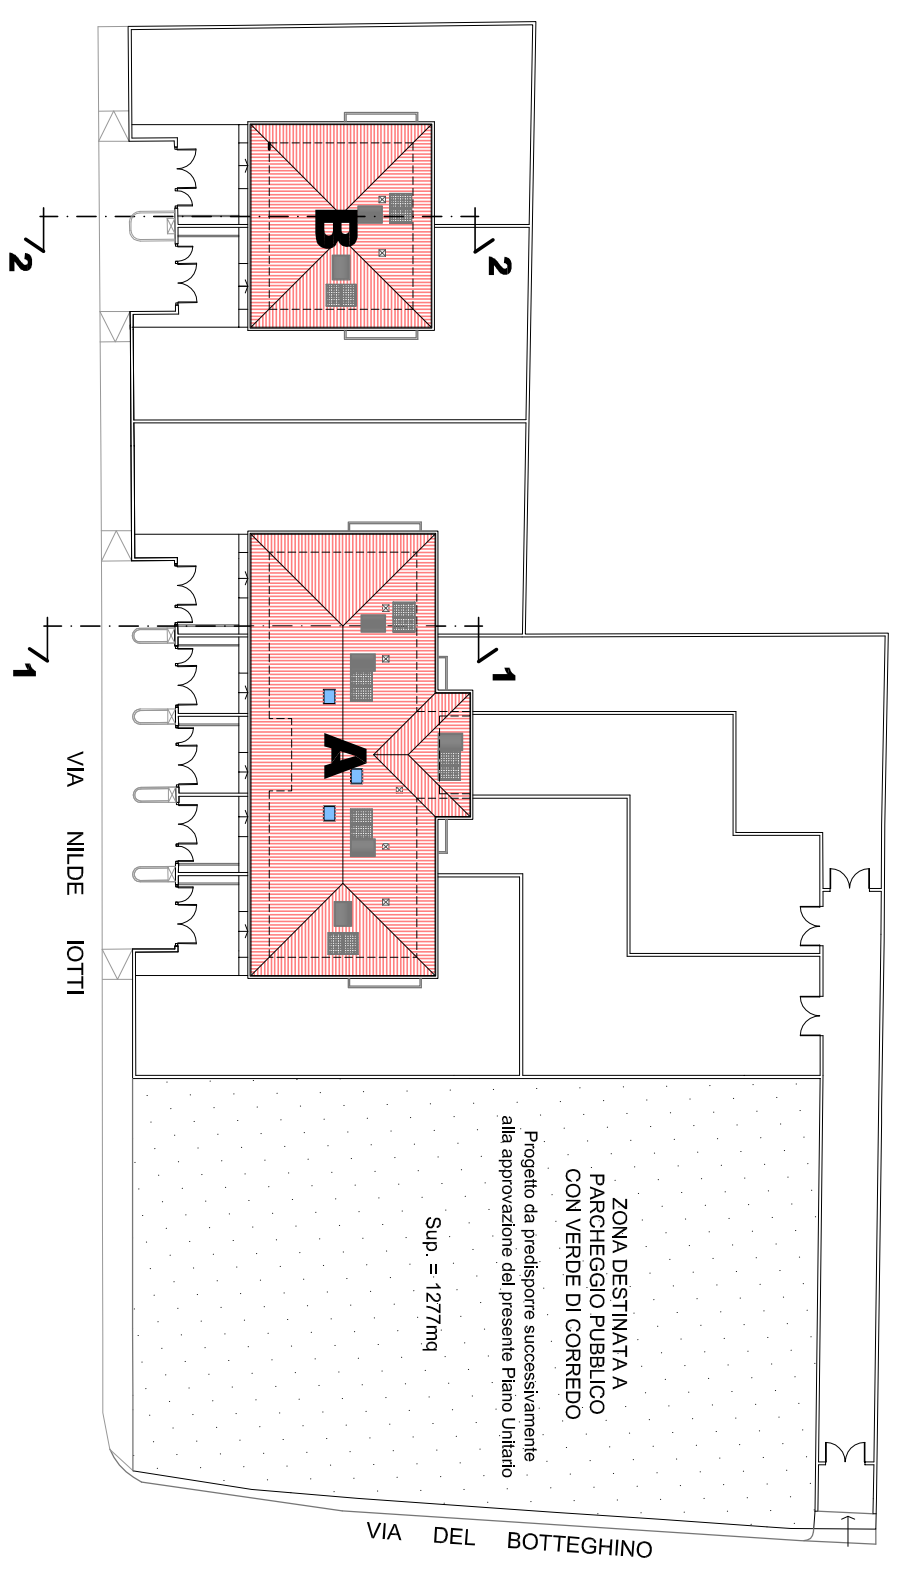 B
2
2
A
1
1
VIA NILDE IOTTI
ZONA DESTINATA A
PARCHEGGIO PUBBLICO
CON VERDE DI CORREDO
Progetto da predisporre successivamente
alla approvazione del presente Piano Unitario
Sup. = 1277mq
VIA DEL BOTTEGHINO